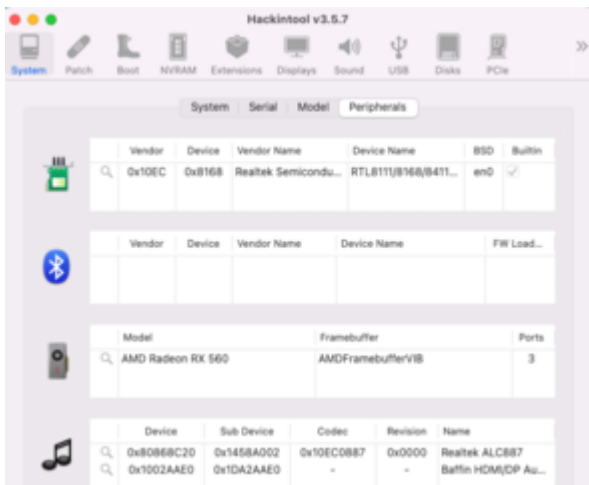 Hackintool v3.5.7
System Patch Boot NVRAM Extensions Displays Sound USB Disks PCIe »
System Serial Model Peripherals
Vendor Device Vendor Name Device Name BSD Builtin
0x10EC 0x8168 Realtek Semicondu... RTL8111/8168/8411... en0
Vendor Device Vendor Name Device Name FW Load...
Model Framebuffer Ports
AMD Radeon RX 560 AMDFramebufferVIB 3
Device Sub Device Codec Revision Name
0x80868C20 0x1458A002 0x10EC0887 0x0000 Realtek ALC887
0x1002AAE0 0x1DA2AAE0 - - Baffin HDMI/DP Au...